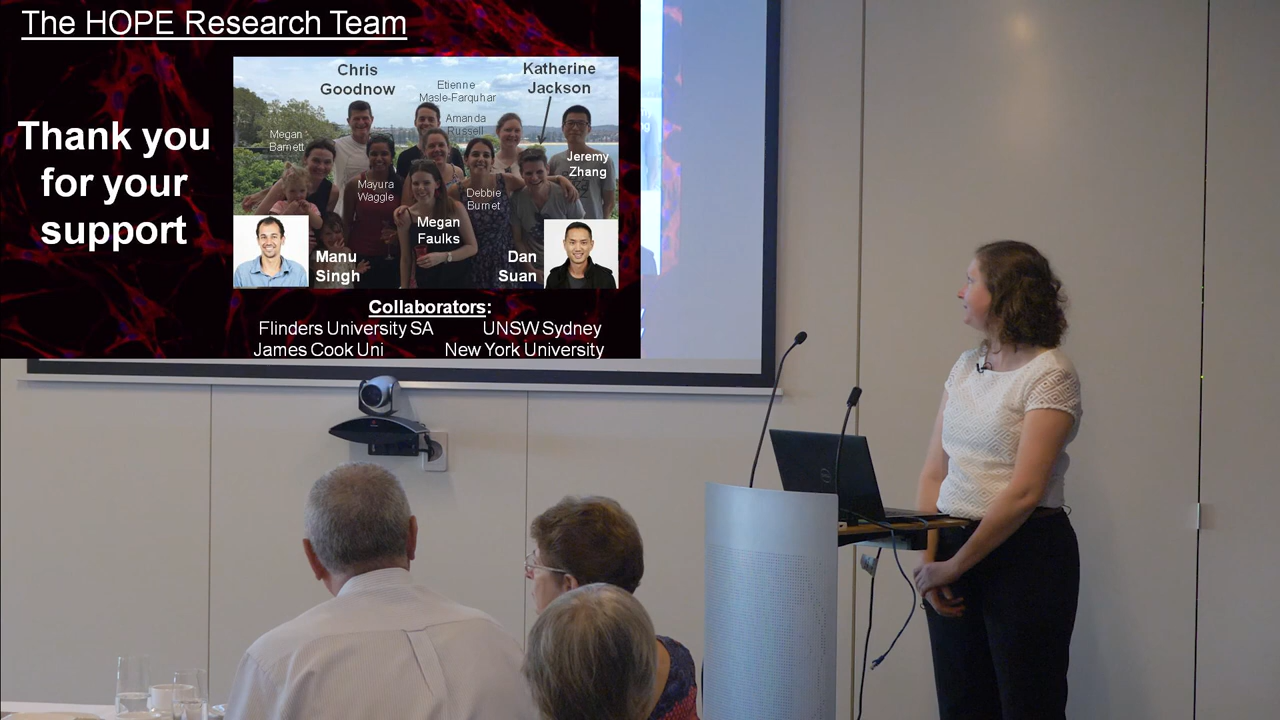 The HOPE Research Team
Thank you
for your
support
Chris
Goodnow
Etienne
Masle-Farquhar
Katherine
Jackson
Amanda
Russell
Megan
Barnett
Jeremy
Zhang
Mayura
Waggle
Debbie
Burnet
Megan
Faulks
Manu
Singh
Dan
Suan
Collaborators:
Flinders University SA
UNSW Sydney
James Cook Uni
New York University